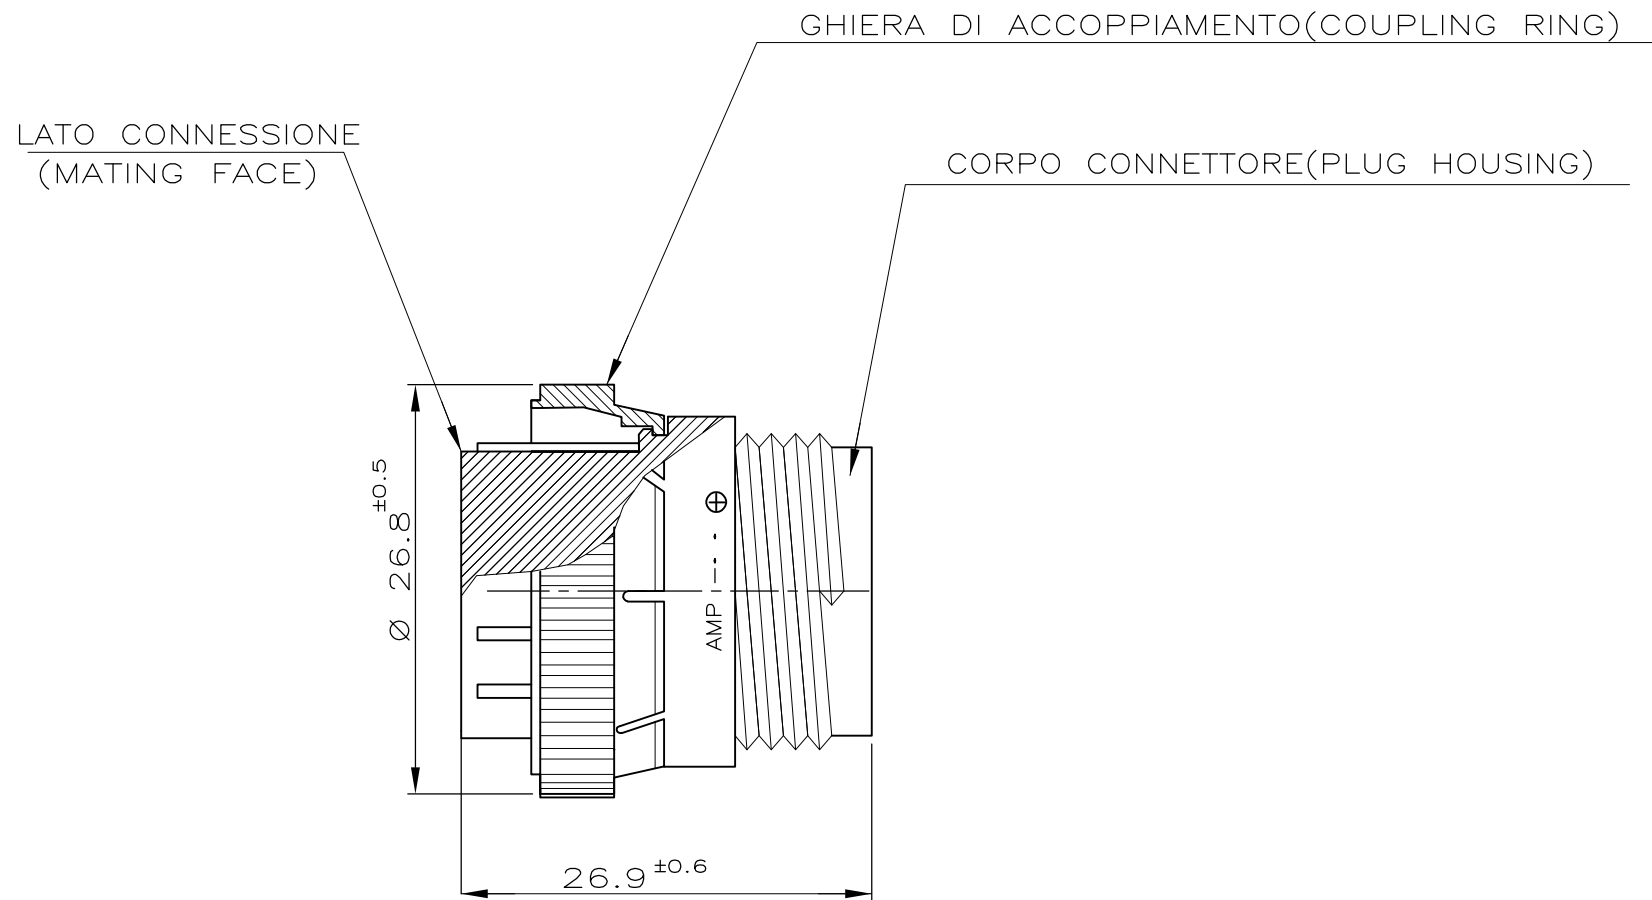 GHIERA DI ACCOPPIAMENTO(COUPLING RING)
LATO CONNESSIONE
(MATING FACE)
CORPO CONNETTORE(PLUG HOUSING)
Ø 26.8 ±0.5
AMP
26.9 ±0.6